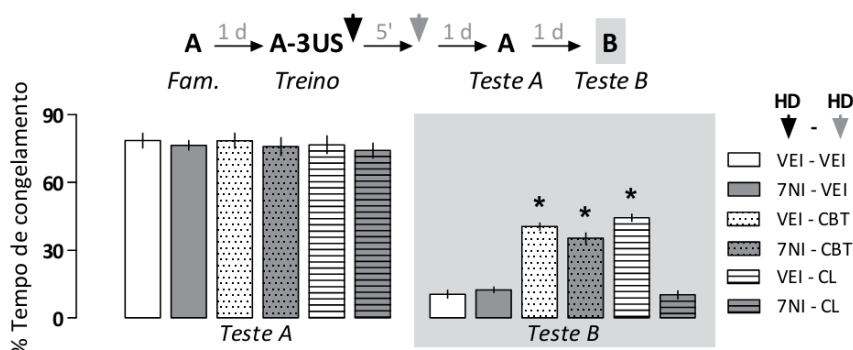 A 1 d A-3US 5' 1 d A 1 d B
Fam. Treino Teste A Teste B
% Tempo de congelamento
90
60
30
0
Teste A
* * *
Teste B
HD - HD
VEI - VEI
7NI - VEI
VEI - CBT
7NI - CBT
VEI - CL
7NI - CL